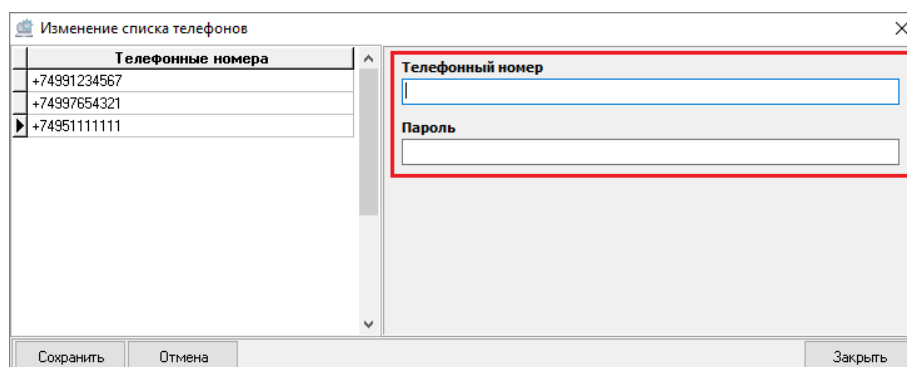 Изменение списка телефонов
Телефонные номера
+74991234567
+74997654321
+74951111111
Телефонный номер
Пароль
Сохранить
Отмена
Закрыть